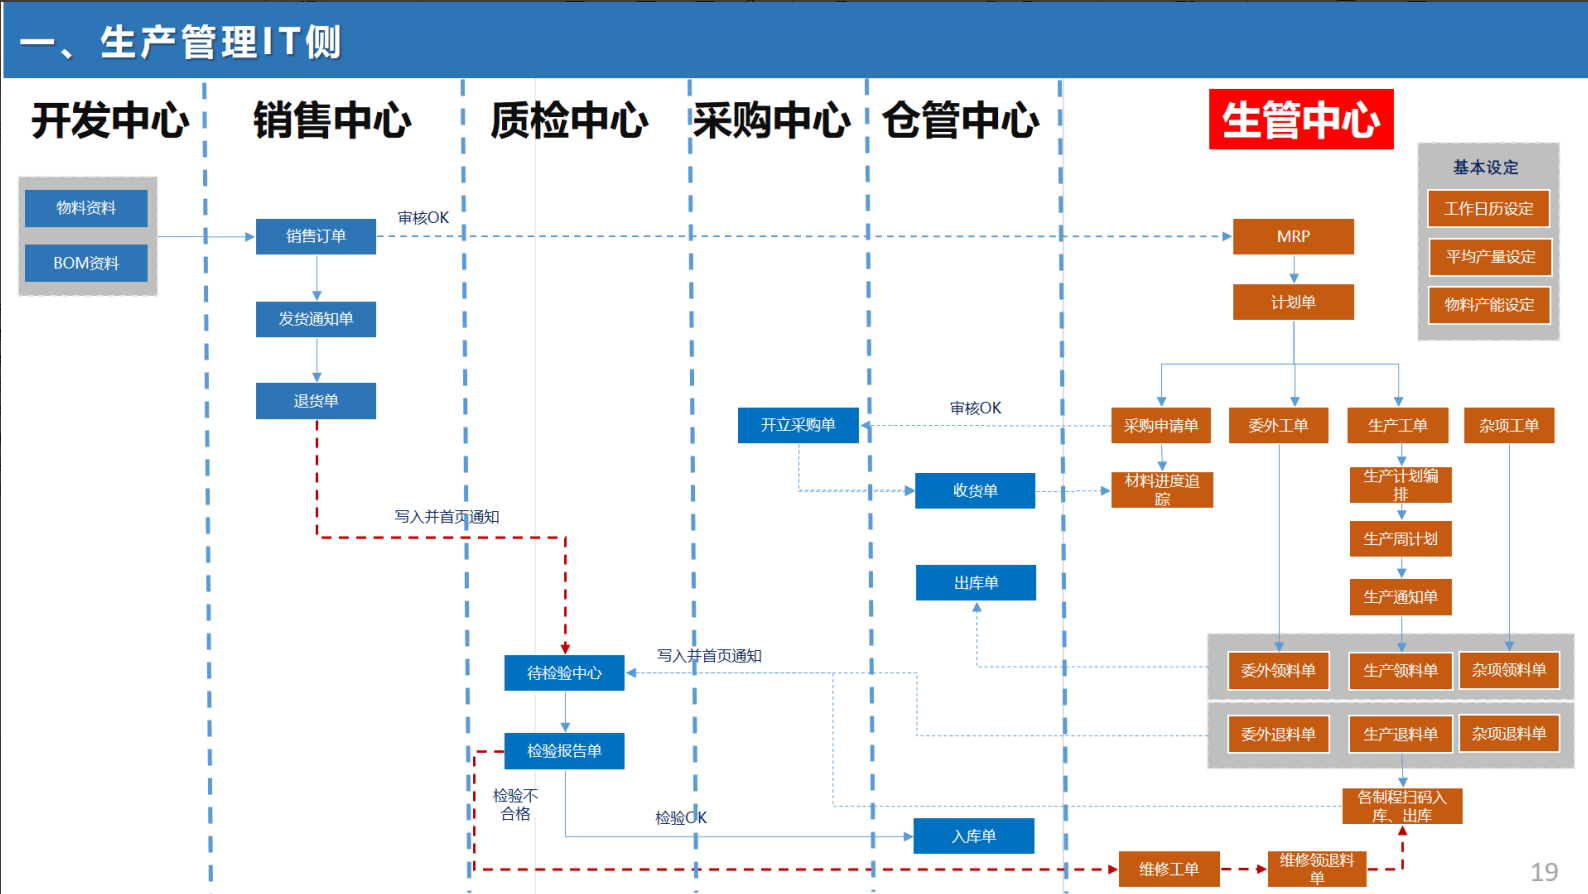 一、生产管理IT侧
开发中心
销售中心
质检中心
采购中心
仓管中心
生管中心
基本设定
物料资料
工作日历设定
审核OK
销售订单
MRP
BOM资料
平均产量设定
计划单
物料产能设定
发货通知单
退货单
审核OK
开立采购单
采购申请单
委外工单
生产工单
杂项工单
收货单
材料进度追
踪
生产计划编
排
写入并首页通知
生产周计划
出库单
生产通知单
写入并首页通知
待检验中心
委外领料单
生产领料单
杂项领料单
委外退料单
生产退料单
杂项退料单
检验报告单
检验不
合格
检验OK
各制程扫码入
库、出库
入库单
维修工单
维修领退料
单
19